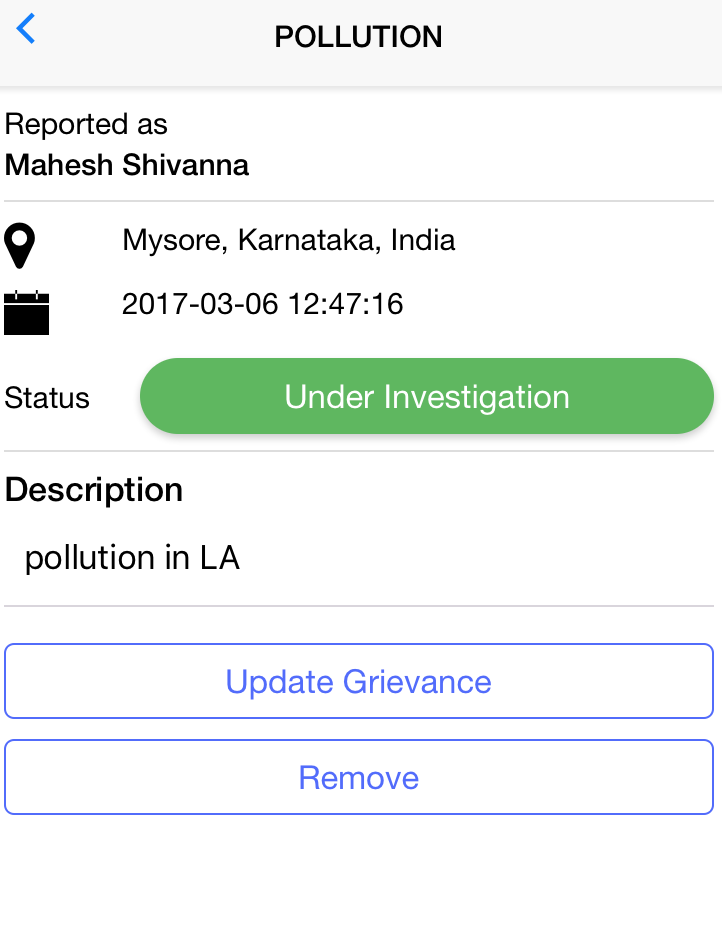 POLLUTION
Reported as
Mahesh Shivanna
Mysore, Karnataka, India
2017-03-06 12:47:16
Status
Under Investigation
Description
pollution in LA
Update Grievance
Remove